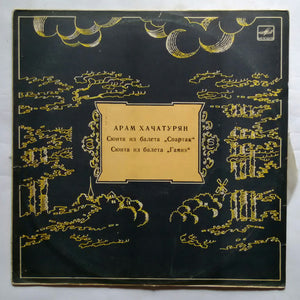 АРАМ ХАЧАТУРЯН
Сюита из балета „Спартак“
Сюита из балета „Гаянэ“